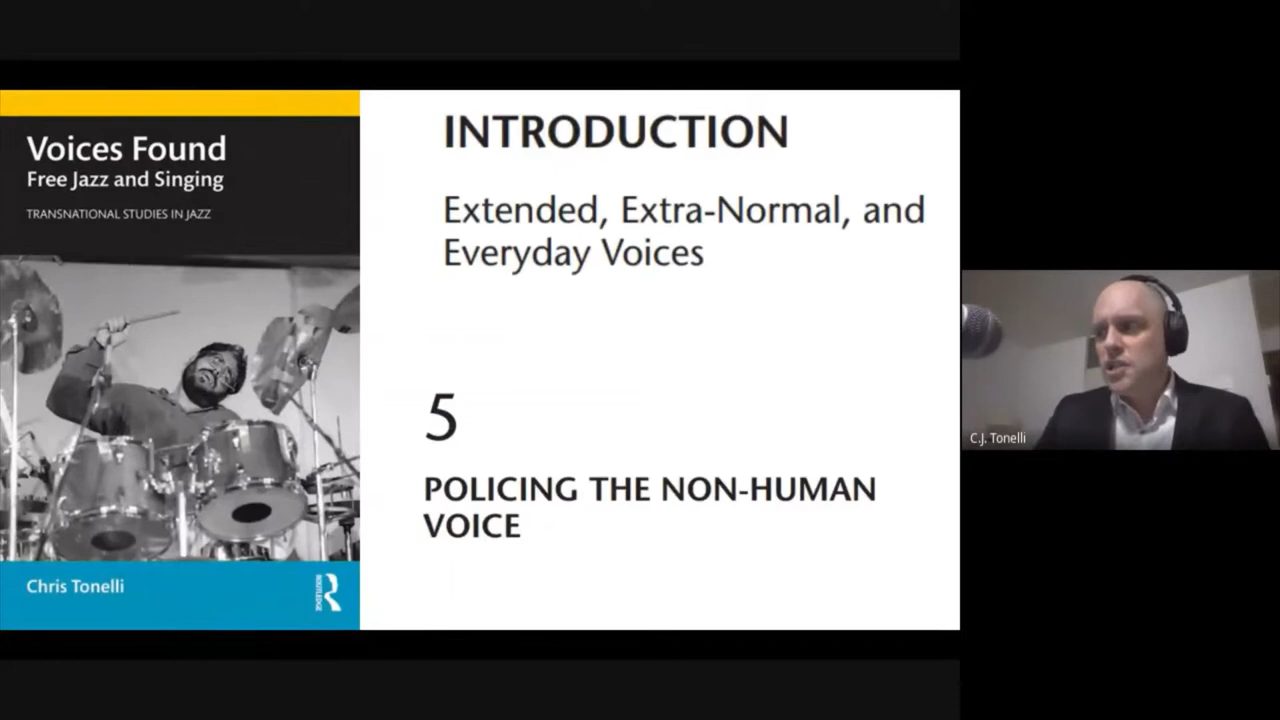 Voices Found
Free Jazz and Singing
TRANSNATIONAL STUDIES IN JAZZ
Chris Tonelli
ROUTLEDGE
INTRODUCTION
Extended, Extra-Normal, and
Everyday Voices
5
POLICING THE NON-HUMAN
VOICE
C.J. Tonelli